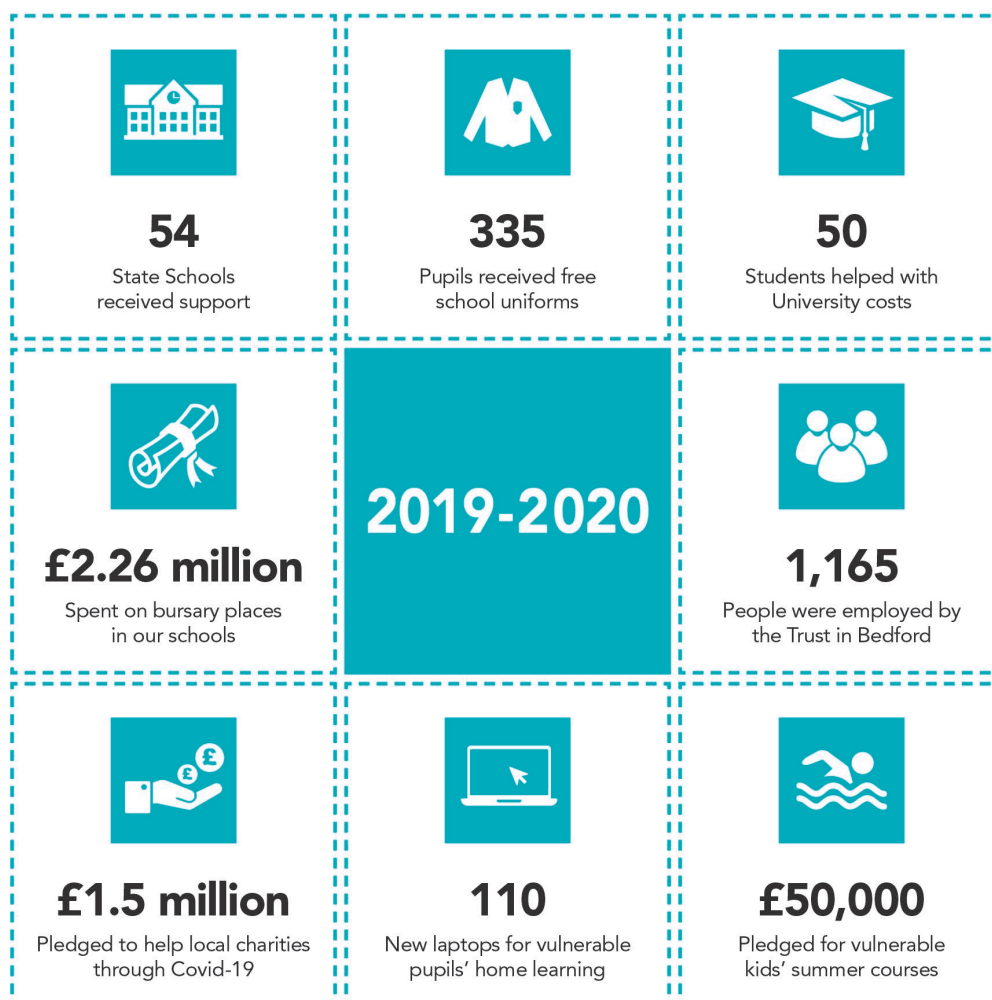 54
State Schools
received support
335
Pupils received free
school uniforms
50
Students helped with
University costs
£2.26 million
Spent on bursary places
in our schools
2019-2020
1,165
People were employed by
the Trust in Bedford
£
£
£1.5 million
Pledged to help local charities
through Covid-19
110
New laptops for vulnerable
pupils’ home learning
£50,000
Pledged for vulnerable
kids’ summer courses